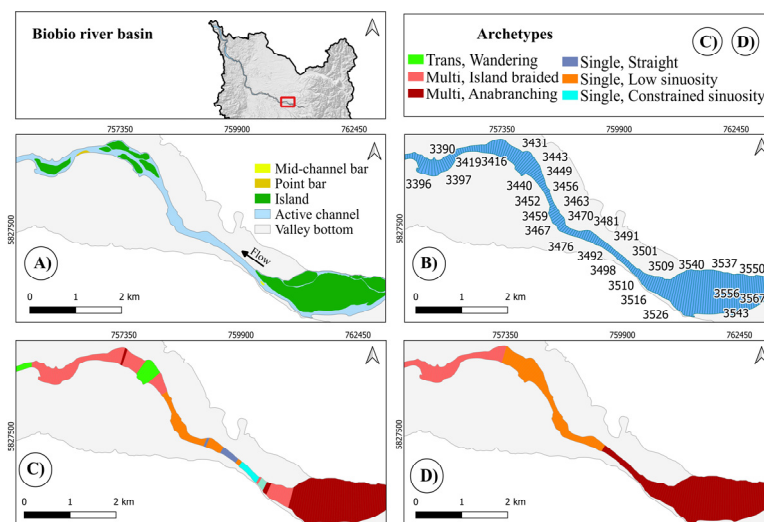 Biobio river basin
Archetypes
C)
D)
Trans, Wandering
Multi, Island braided
Multi, Anabranching
Single, Straight
Single, Low sinuosity
Single, Constrained sinuosity
757350
759900
762450
5827500
Mid-channel bar
Point bar
Island
Active channel
Valley bottom
Flow
A)
0 1 2 km
757350
759900
762450
5827500
3390
3419
3416
3396
3397
3431
3443
3449
3440
3456
3452
3463
3459
3470
3467
3481
3476
3491
3492
3501
3498
3509
3510
3516
3526
3540
3537
3550
3556
3567
3543
B)
0 1 2 km
757350
759900
762450
5827500
C)
0 1 2 km
757350
759900
762450
5827500
D)
0 1 2 km